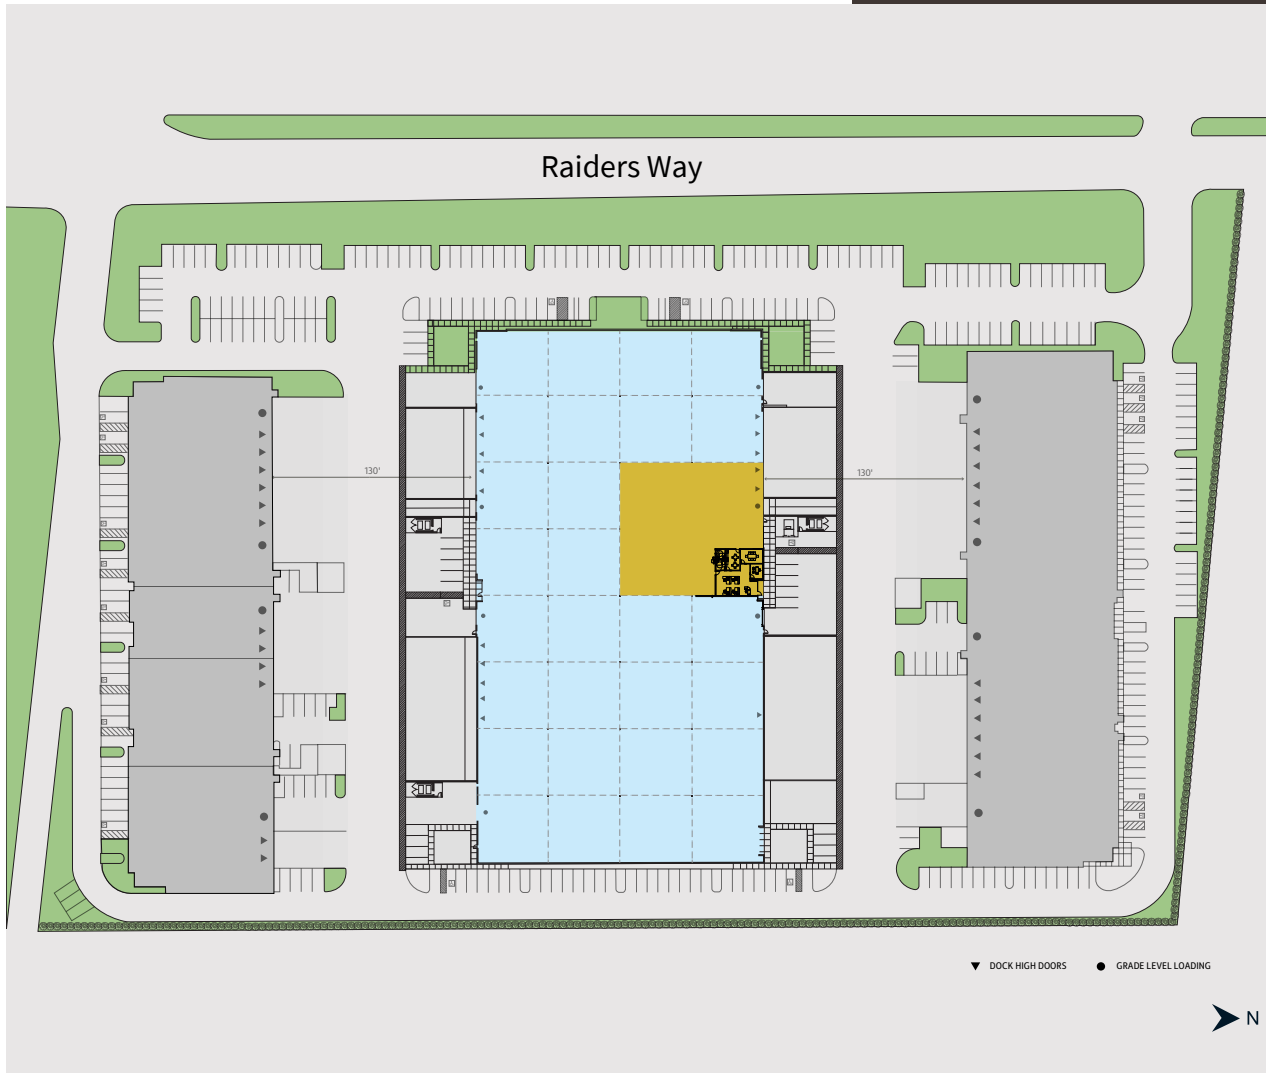 Raiders Way
130'
130'
DOCK HIGH DOORS
GRADE LEVEL LOADING
N